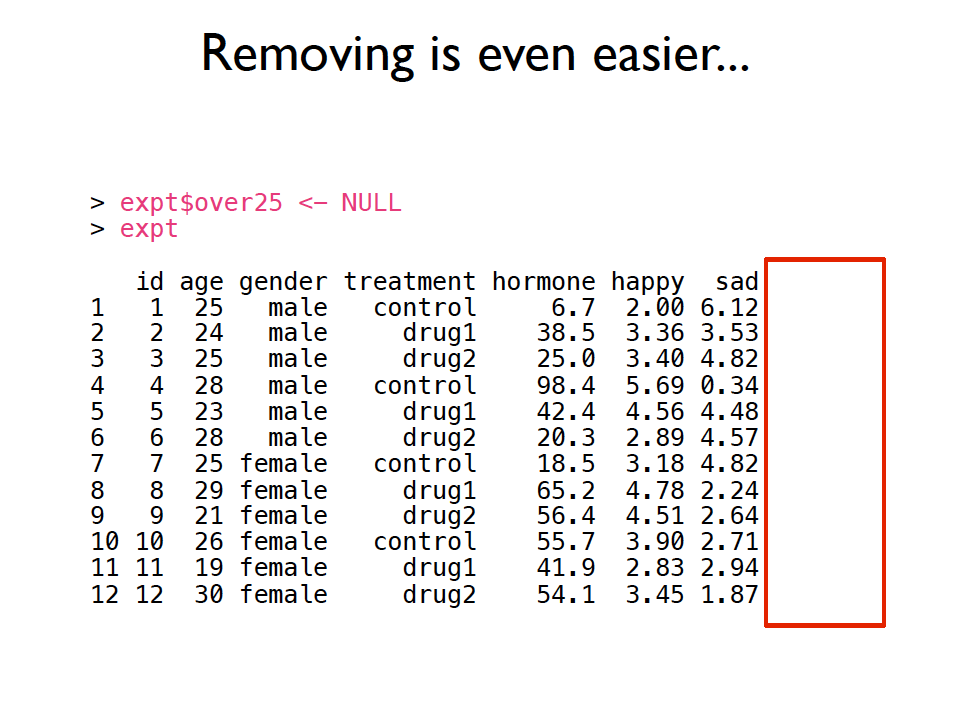 Removing is even easier...
> expt$over25 <- NULL
> expt
   id age gender treatment hormone happy  sad
1   1  25   male   control     6.7  2.00 6.12
2   2  24   male     drug1    38.5  3.36 3.53
3   3  25   male     drug2    25.0  3.40 4.82
4   4  28   male   control    98.4  5.69 0.34
5   5  23   male     drug1    42.4  4.56 4.48
6   6  28   male     drug2    20.3  2.89 4.57
7   7  25 female   control    18.5  3.18 4.82
8   8  29 female     drug1    65.2  4.78 2.24
9   9  21 female     drug2    56.4  4.51 2.64
10 10  26 female   control    55.7  3.90 2.71
11 11  19 female     drug1    41.9  2.83 2.94
12 12  30 female     drug2    54.1  3.45 1.87